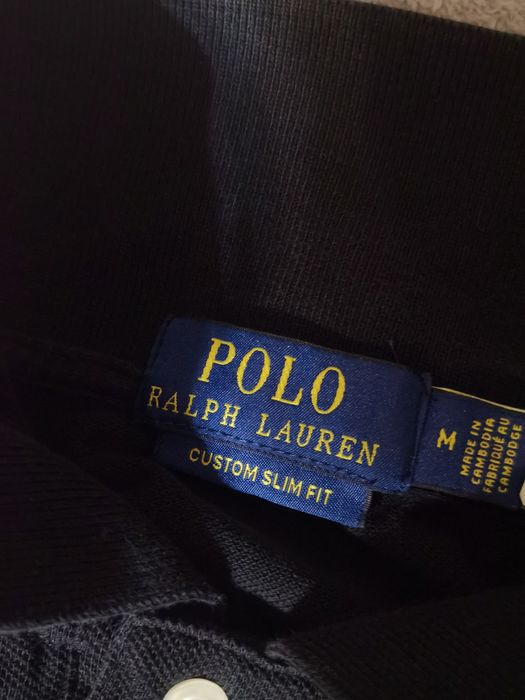 POLO
RALPH LAUREN
CUSTOM SLIM FIT
M
MADE IN
CAMBODIA
FABRIQUÉ AU
CAMBODGE